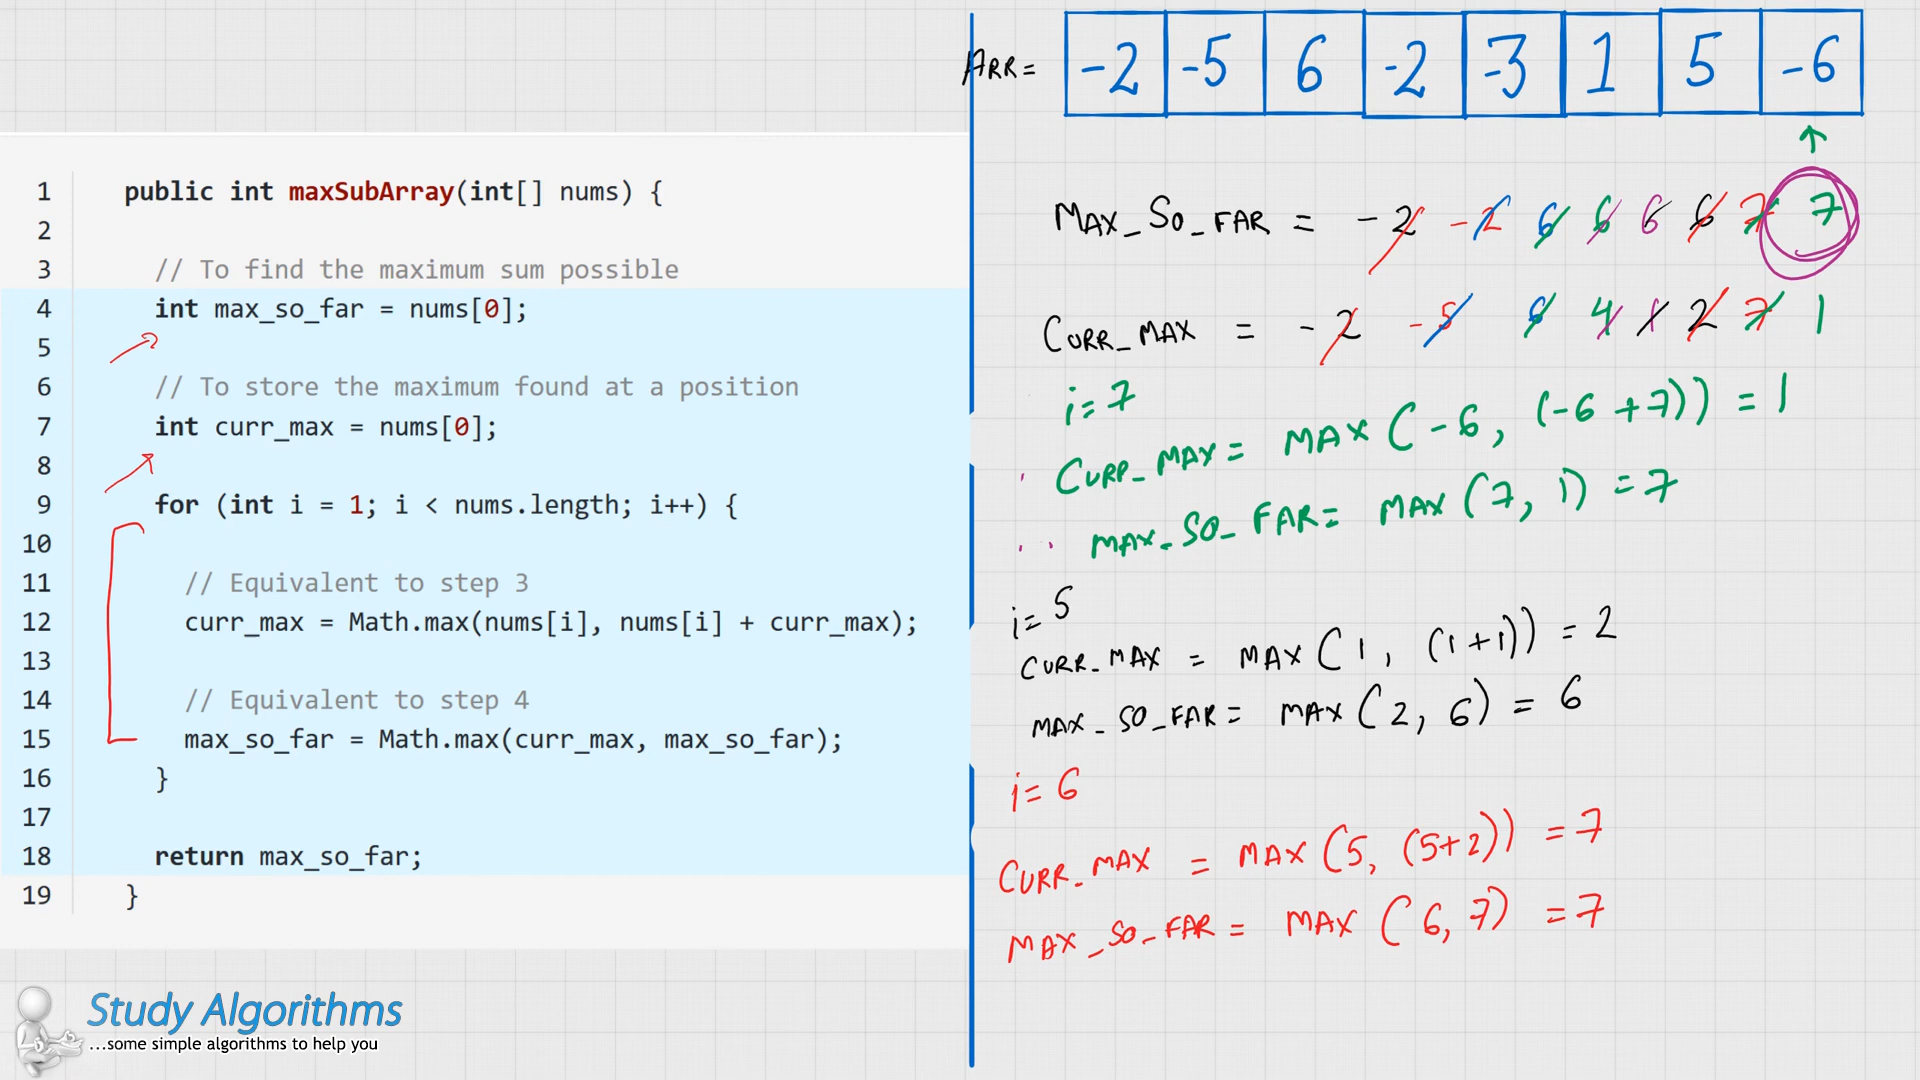 1 public int maxSubArray(int[] nums) {
2
3 // To find the maximum sum possible
4 int max_so_far = nums[0];
5
6 // To store the maximum found at a position
7 int curr_max = nums[0];
8
9 for (int i = 1; i < nums.length; i++) {
10
11 // Equivalent to step 3
12 curr_max = Math.max(nums[i], nums[i] + curr_max);
13
14 // Equivalent to step 4
15 max_so_far = Math.max(curr_max, max_so_far);
16 }
17
18 return max_so_far;
19 }
Study Algorithms
...some simple algorithms to help you
ARR= -2 -5 6 -2 -3 1 5 -6
MAX_SO_FAR = -2 -2 6 6 6 6 7 7
CURR_MAX = -2 -5 6 4 1 2 7 1
i=7
CURR_MAX= MAX(-6, (-6+7)) = 1
MAX_SO_FAR= MAX(7, 1) =7
i=5
CURR_MAX = MAX(1, (1+1)) = 2
MAX_SO_FAR= MAX(2, 6) = 6
i=6
CURR_MAX = MAX(5, (5+2)) =7
MAX_SO_FAR= MAX(6,7) =7